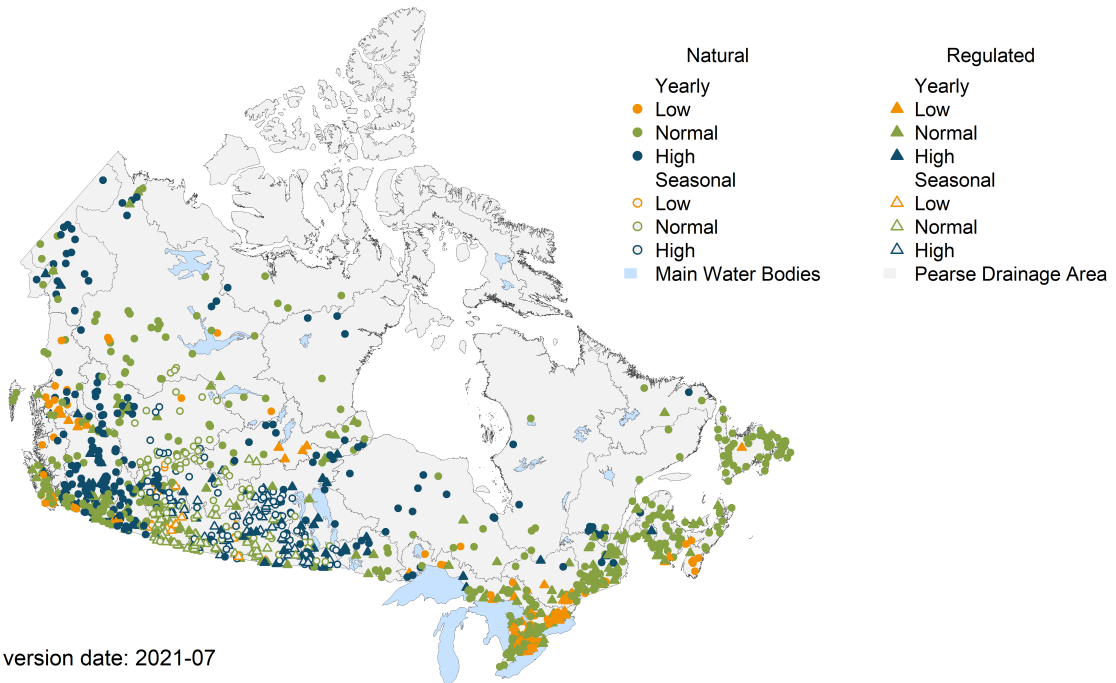 Natural
Yearly
Low
Normal
High
Seasonal
Low
Normal
High
Main Water Bodies
Regulated
Yearly
Low
Normal
High
Seasonal
Low
Normal
High
Pearse Drainage Area
version date: 2021-07